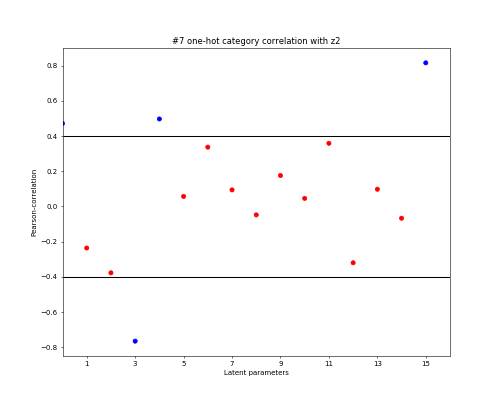 #7 one-hot category correlation with z2
0.8
0.6
0.4
0.2
0.0
−0.2
−0.4
−0.6
−0.8
Pearson-correlation
1 3 5 7 9 11 13 15
Latent parameters